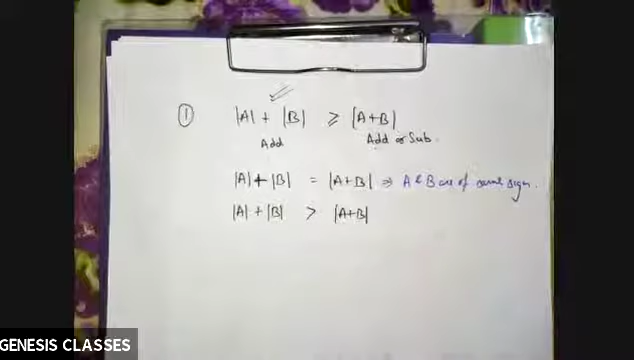 ① |A| + |B| ≥ |A+B|
Add Add or Sub.
|A| + |B| = |A+B| ⇒ A & B are of same sign.
|A| + |B| > |A+B|
GENESIS CLASSES